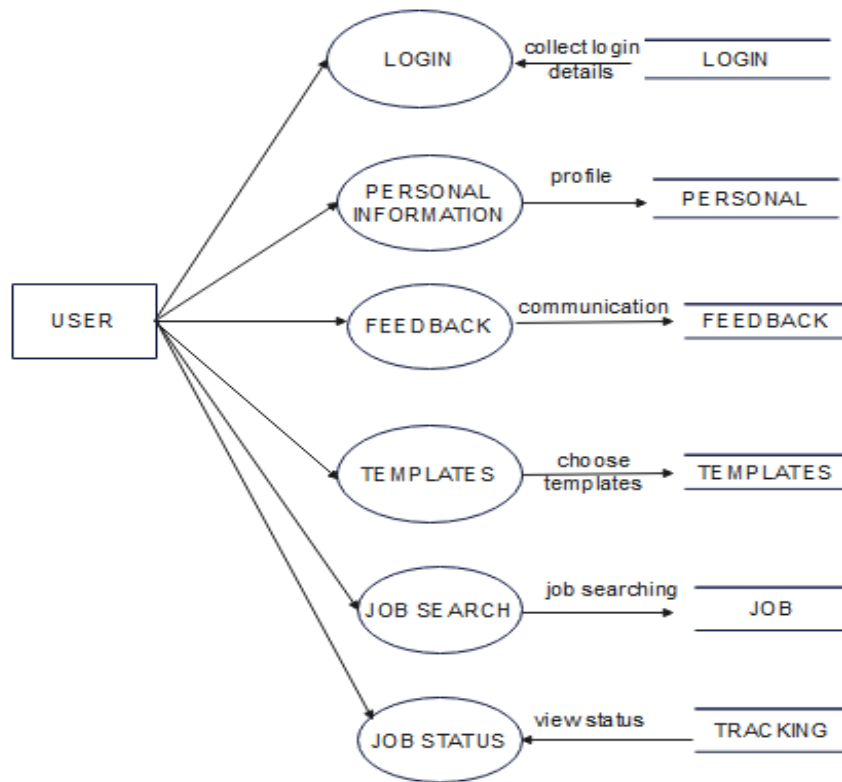 LOGIN
collect login
details
LOGIN
PERSONAL
INFORMATION
profile
PERSONAL
USER
FEEDBACK
communication
FEEDBACK
TEMPLATES
choose
templates
TEMPLATES
JOB SEARCH
job searching
JOB
JOB STATUS
view status
TRACKING